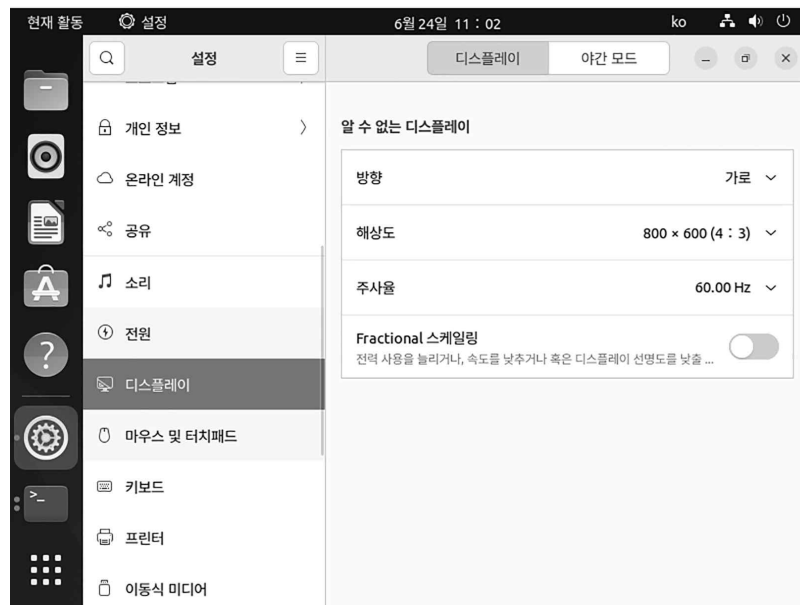 현재 활동 설정 6월 24일 11 : 02 ko
설정 디스플레이 야간 모드
개인 정보
온라인 계정
공유
소리
전원
디스플레이
마우스 및 터치패드
키보드
프린터
이동식 미디어
알 수 없는 디스플레이
방향 가로
해상도 800 × 600 (4 : 3)
주사율 60.00 Hz
Fractional 스케일링
전력 사용을 늘리거나, 속도를 낮추거나 혹은 디스플레이 선명도를 낮출 ...